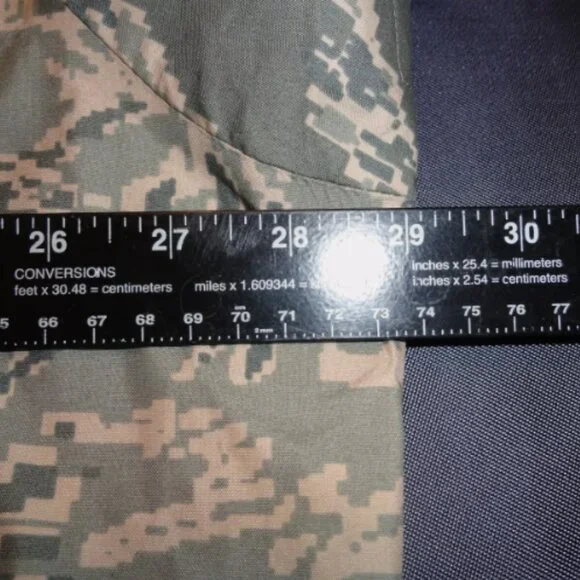 26 27 28 29 30
CONVERSIONS
feet x 30.48 = centimeters miles x 1.609344 = inches x 25.4 = millimeters
inches x 2.54 = centimeters
66 67 68 69 70 71 72 73 74 75 76 77